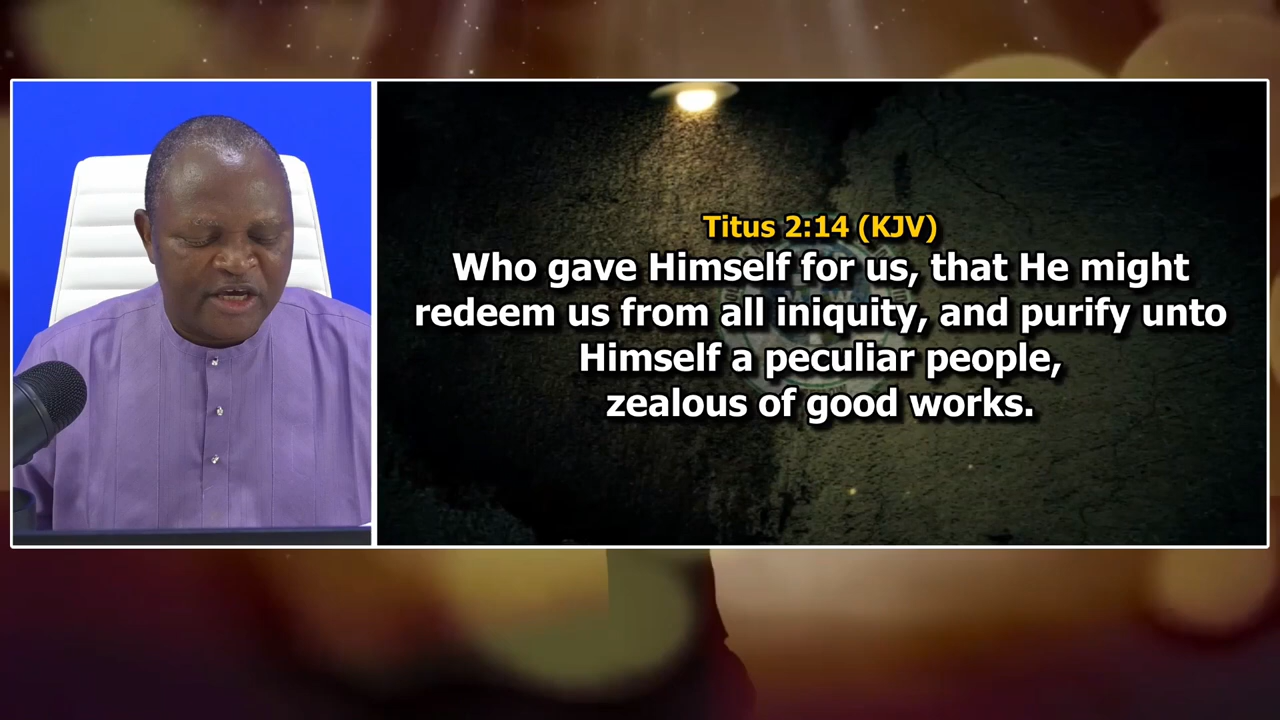 Titus 2:14 (KJV)
Who gave Himself for us, that He might
redeem us from all iniquity, and purify unto
Himself a peculiar people,
zealous of good works.